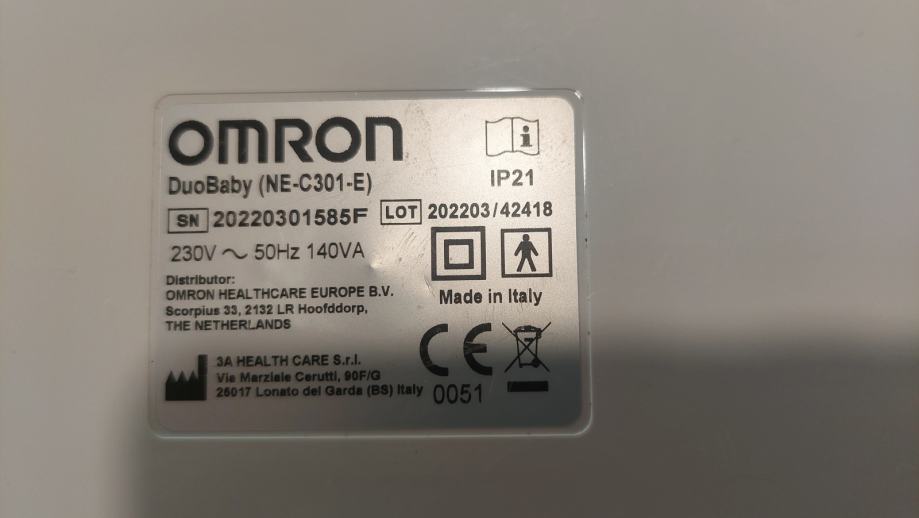 OMRON
DuoBaby (NE-C301-E)
IP21
SN 20220301585F
LOT 202203/42418
230V ~ 50Hz 140VA
Distributor:
OMRON HEALTHCARE EUROPE B.V.
Scorpius 33, 2132 LR Hoofddorp,
THE NETHERLANDS
Made in Italy
3A HEALTH CARE S.r.l.
Via Marziale Cerutti, 90F/G
25017 Lonato del Garda (BS) Italy
CE
0051